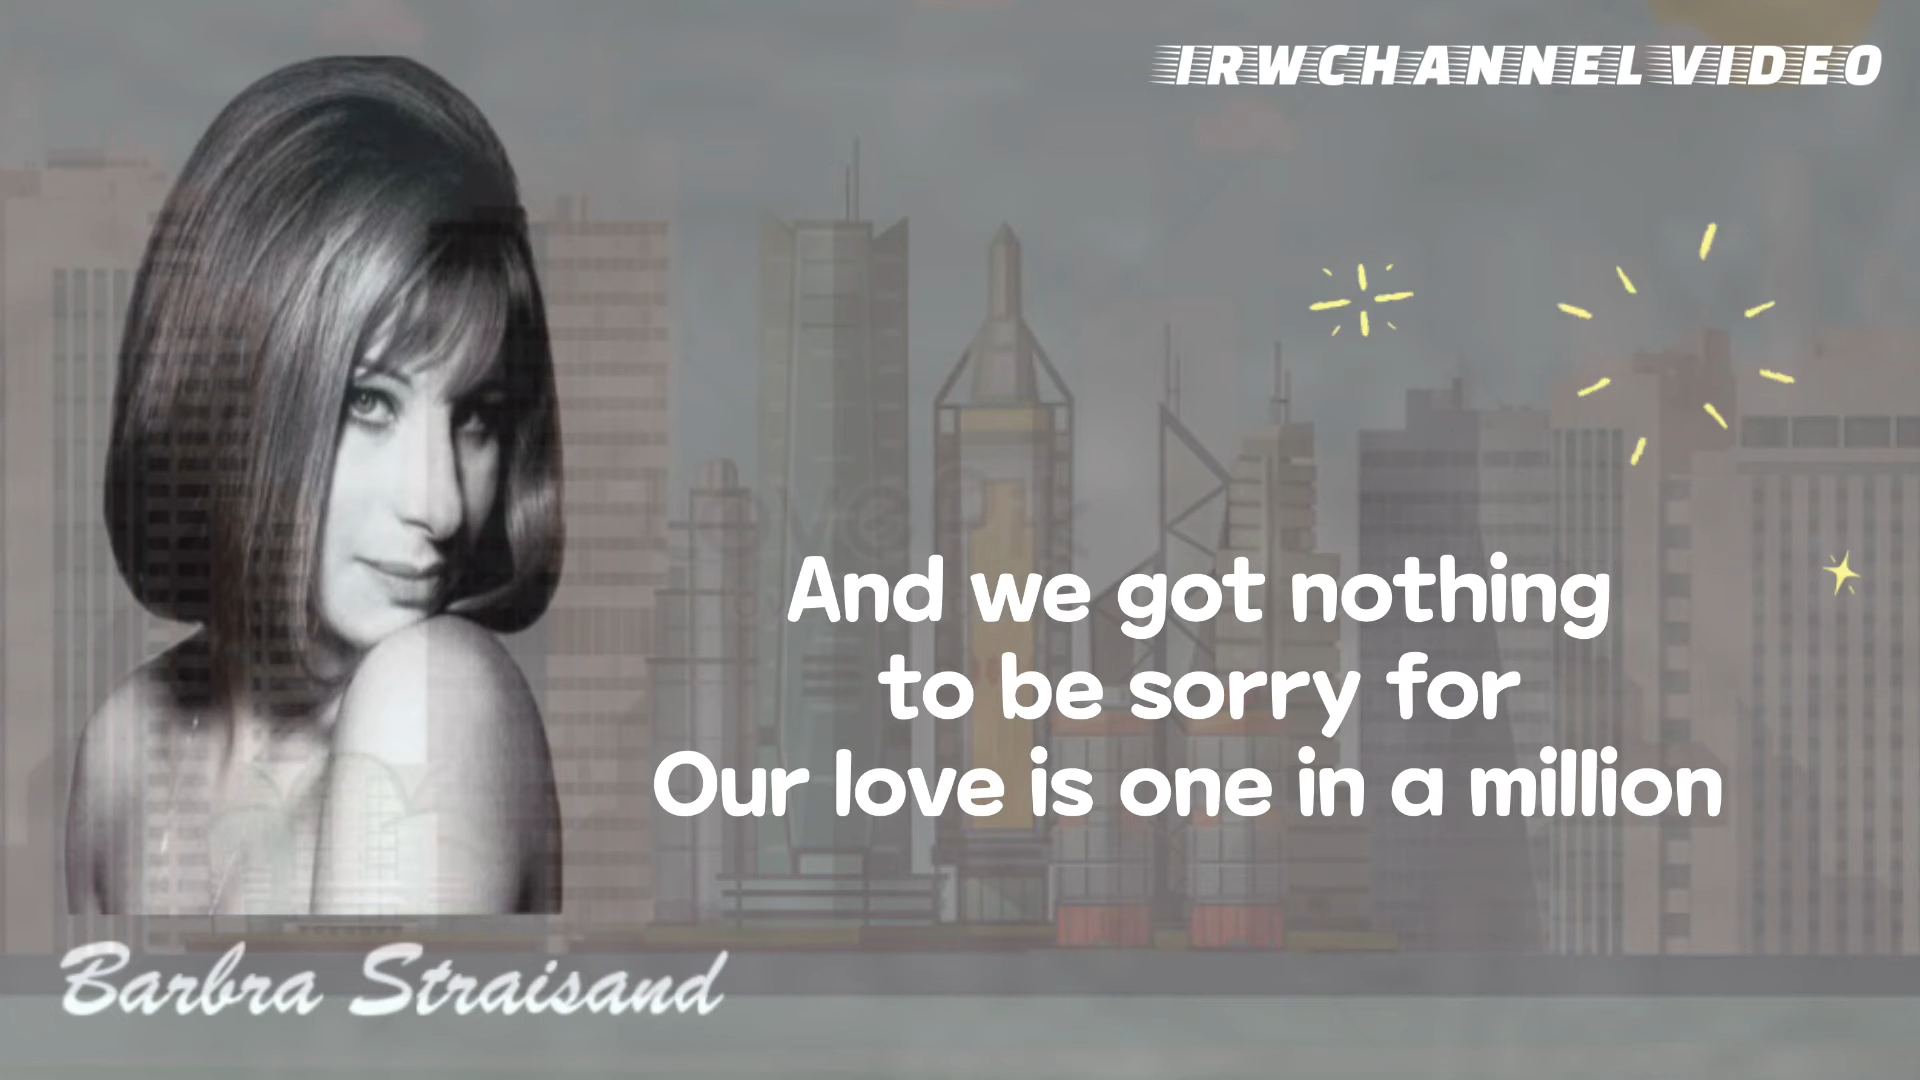 IRWCHANNEL VIDEO
And we got nothing
to be sorry for
Our love is one in a million
Barbra Straisand